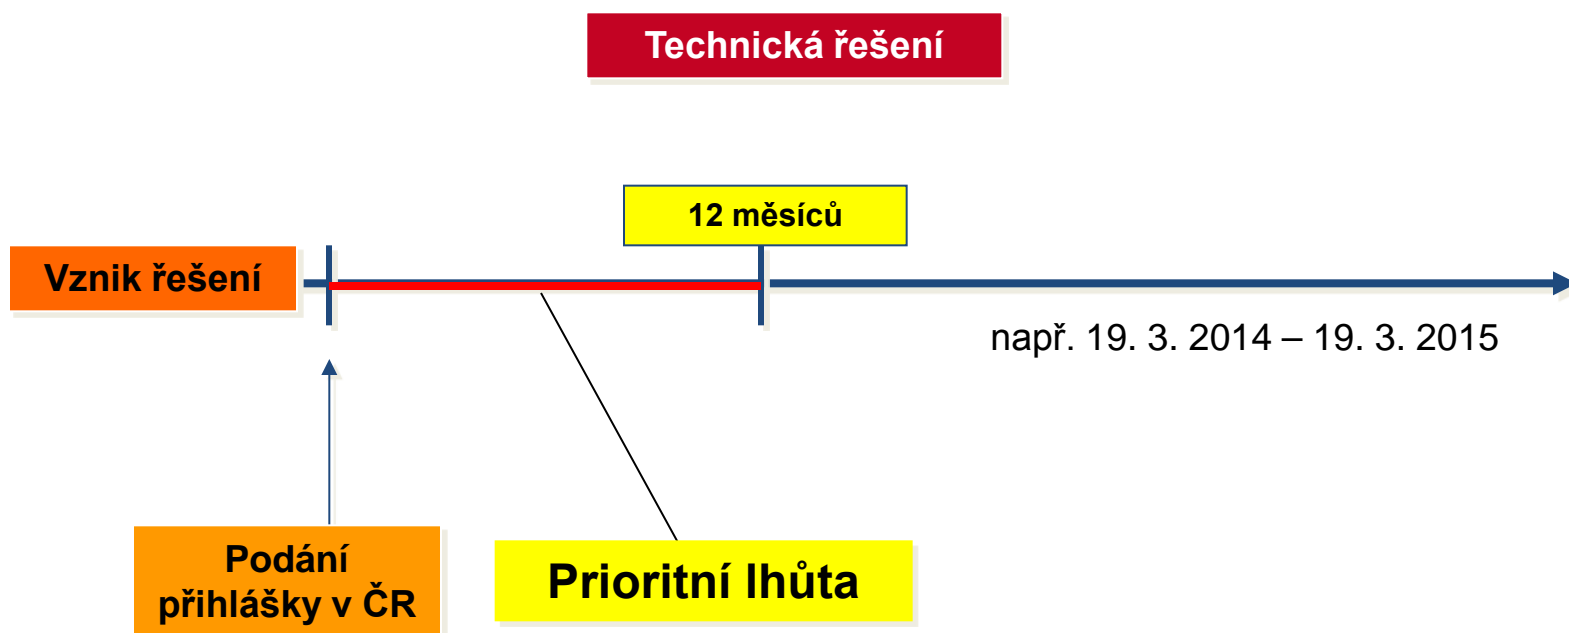 Technická řešení
12 měsíců
Vznik řešení
např. 19. 3. 2014 – 19. 3. 2015
Podání
přihlášky v ČR
Prioritní lhůta